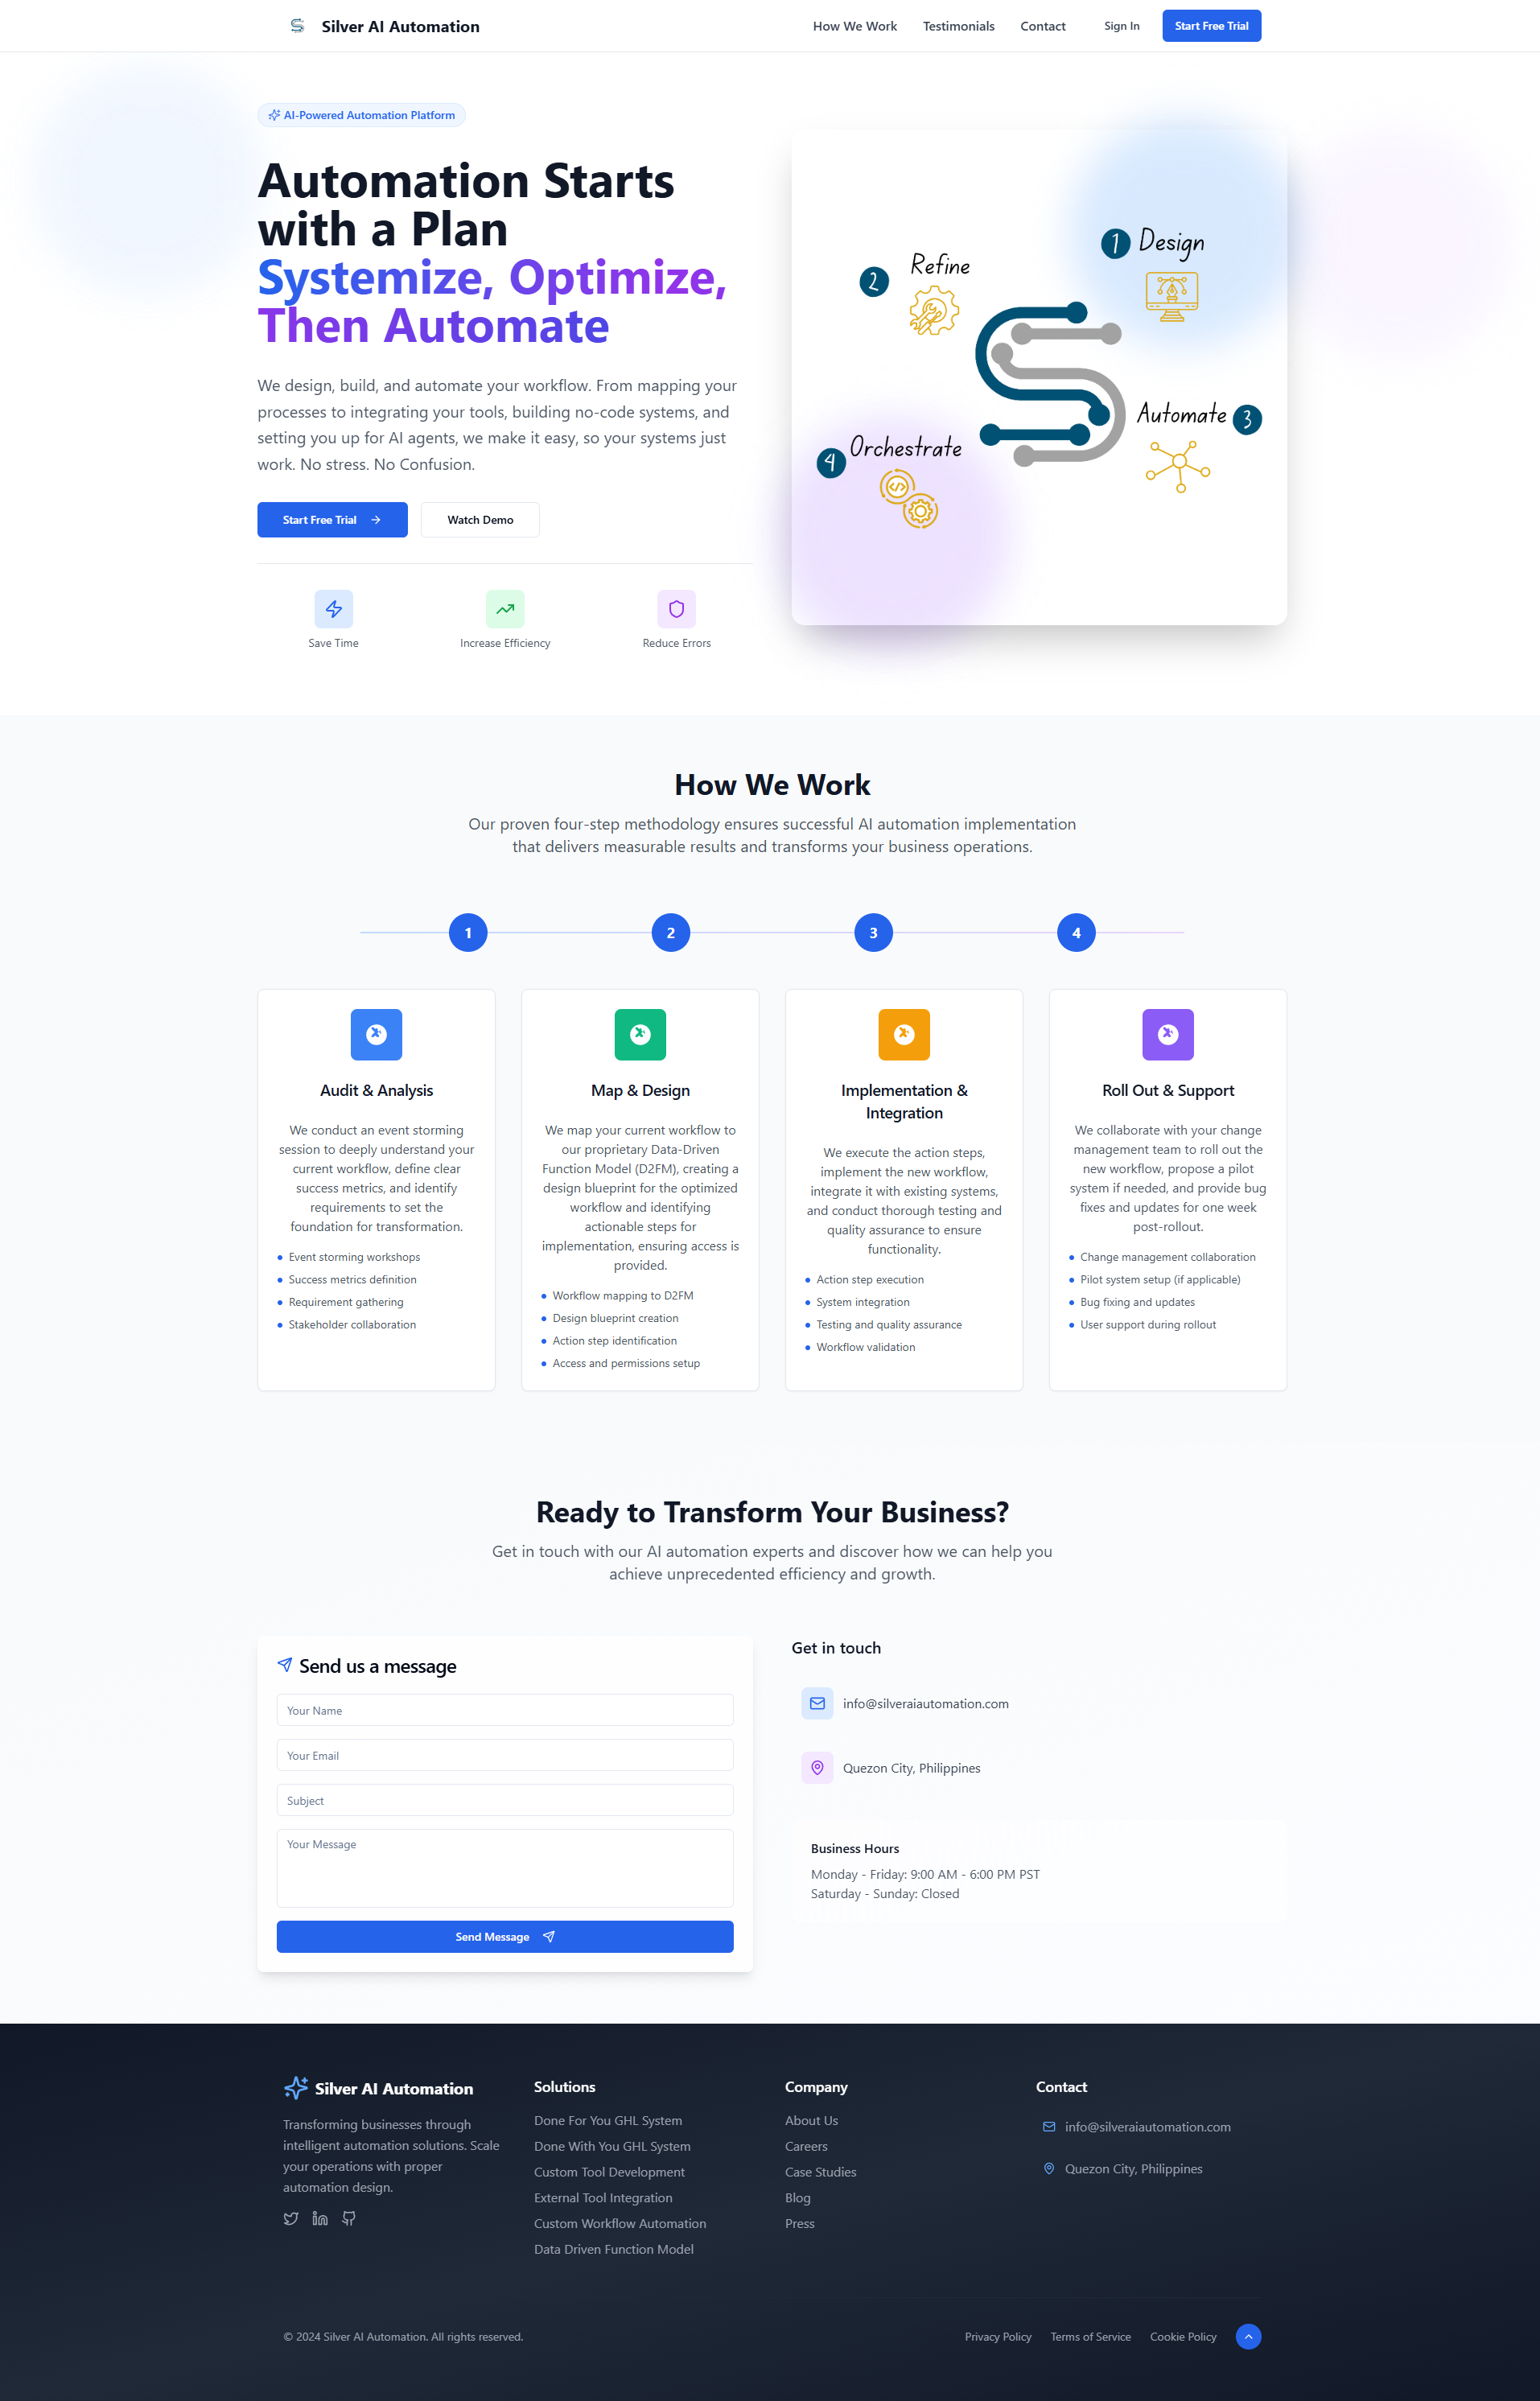 Silver AI Automation
How We Work
Testimonials
Contact
Sign In
Start Free Trial
AI-Powered Automation Platform
Automation Starts
with a Plan
Systemize, Optimize,
Then Automate
We design, build, and automate your workflow. From mapping your
processes to integrating your tools, building no-code systems, and
setting you up for AI agents, we make it easy, so your systems just
work. No stress. No Confusion.
Start Free Trial
Watch Demo
Save Time
Increase Efficiency
Reduce Errors
1 Design
2 Refine
Automate 3
4 Orchestrate
How We Work
Our proven four-step methodology ensures successful AI automation implementation
that delivers measurable results and transforms your business operations.
1
2
3
4
Audit & Analysis
We conduct an event storming
session to deeply understand your
current workflow, define clear
success metrics, and identify
requirements to set the
foundation for transformation.
Event storming workshops
Success metrics definition
Requirement gathering
Stakeholder collaboration
Map & Design
We map your current workflow to
our proprietary Data-Driven
Function Model (D2FM), creating a
design blueprint for the optimized
workflow and identifying
actionable steps for
implementation, ensuring access is
provided.
Workflow mapping to D2FM
Design blueprint creation
Action step identification
Access and permissions setup
Implementation &
Integration
We execute the action steps,
implement the new workflow,
integrate it with existing systems,
and conduct thorough testing and
quality assurance to ensure
functionality.
Action step execution
System integration
Testing and quality assurance
Workflow validation
Roll Out & Support
We collaborate with your change
management team to roll out the
new workflow, propose a pilot
system if needed, and provide bug
fixes and updates for one week
post-rollout.
Change management collaboration
Pilot system setup (if applicable)
Bug fixing and updates
User support during rollout
Ready to Transform Your Business?
Get in touch with our AI automation experts and discover how we can help you
achieve unprecedented efficiency and growth.
Send us a message
Your Name
Your Email
Subject
Your Message
Send Message
Get in touch
info@silveraiautomation.com
Quezon City, Philippines
Business Hours
Monday - Friday: 9:00 AM - 6:00 PM PST
Saturday - Sunday: Closed
Silver AI Automation
Transforming businesses through
intelligent automation solutions. Scale
your operations with proper
automation design.
Solutions
Done For You GHL System
Done With You GHL System
Custom Tool Development
External Tool Integration
Custom Workflow Automation
Data Driven Function Model
Company
About Us
Careers
Case Studies
Blog
Press
Contact
info@silveraiautomation.com
Quezon City, Philippines
© 2024 Silver AI Automation. All rights reserved.
Privacy Policy
Terms of Service
Cookie Policy